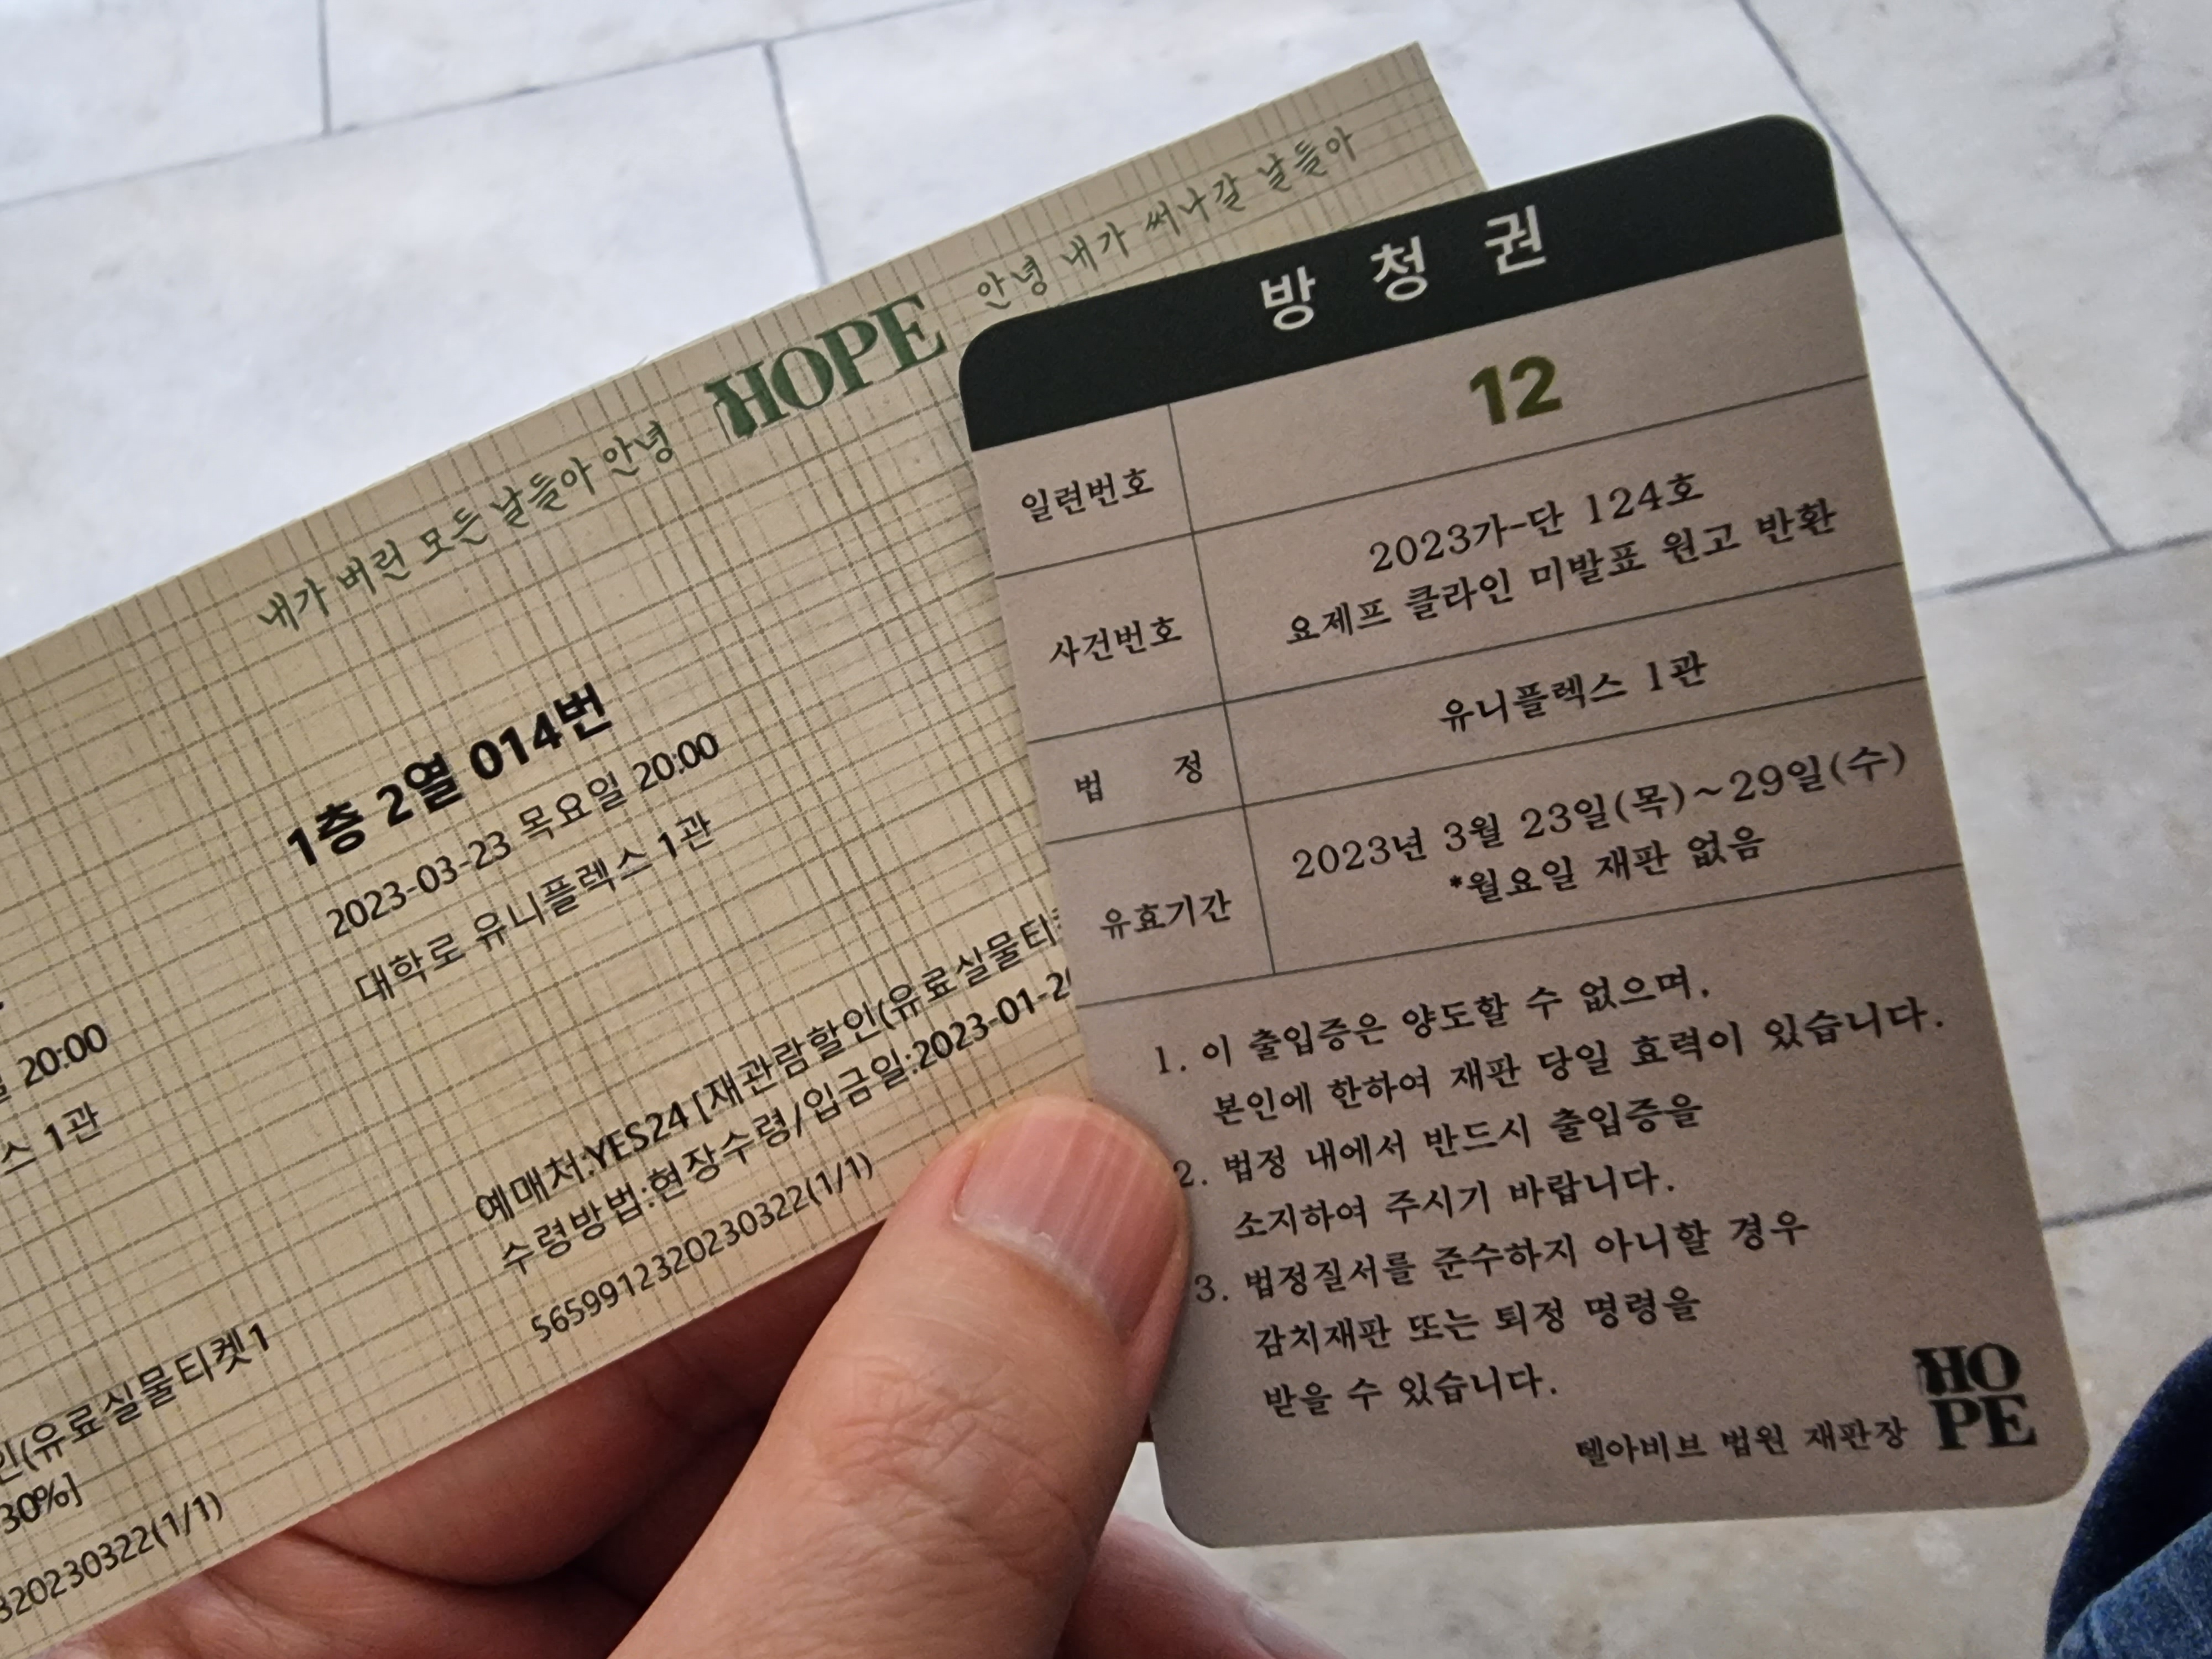 내가 버린 모든 날들아 안녕 HOPE 안녕 내가 써나갈 날들아
1층 2열 014번
2023-03-23 목요일 20:00
대학로 유니플렉스 1관
예매처:YES24 [재관람할인(유료실물티
수령방법:현장수령/입금일:2023-01-2
5659912320230322(1/1)
20:00
스 1관
인(유료실물티켓1
30%]
320230322(1/1)
방 청 권
일련번호 12
사건번호 2023가-단 124호
요제프 클라인 미발표 원고 반환
법 정 유니플렉스 1관
유효기간 2023년 3월 23일(목)~29일(수)
*월요일 재판 없음
1. 이 출입증은 양도할 수 없으며,
본인에 한하여 재판 당일 효력이 있습니다.
2. 법정 내에서 반드시 출입증을
소지하여 주시기 바랍니다.
3. 법정질서를 준수하지 아니할 경우
감치재판 또는 퇴정 명령을
받을 수 있습니다.
텔아비브 법원 재판장
HO
PE